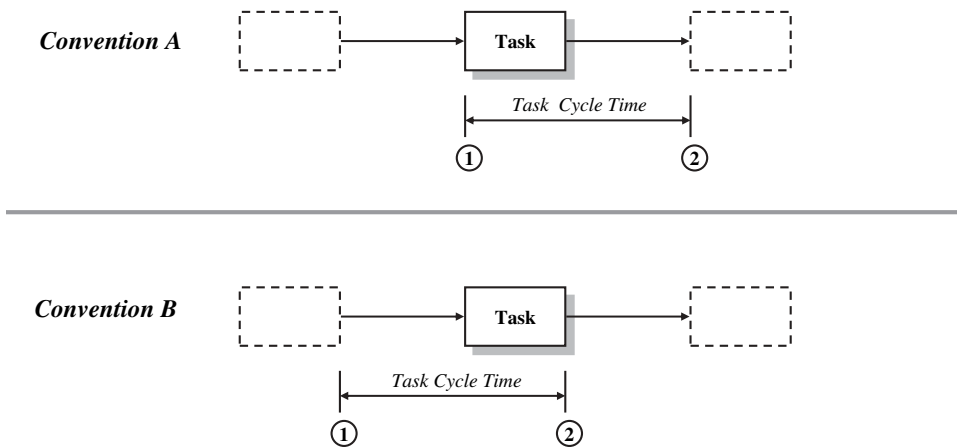 Convention A
Task
Task Cycle Time
1
2
Convention B
Task
Task Cycle Time
1
2